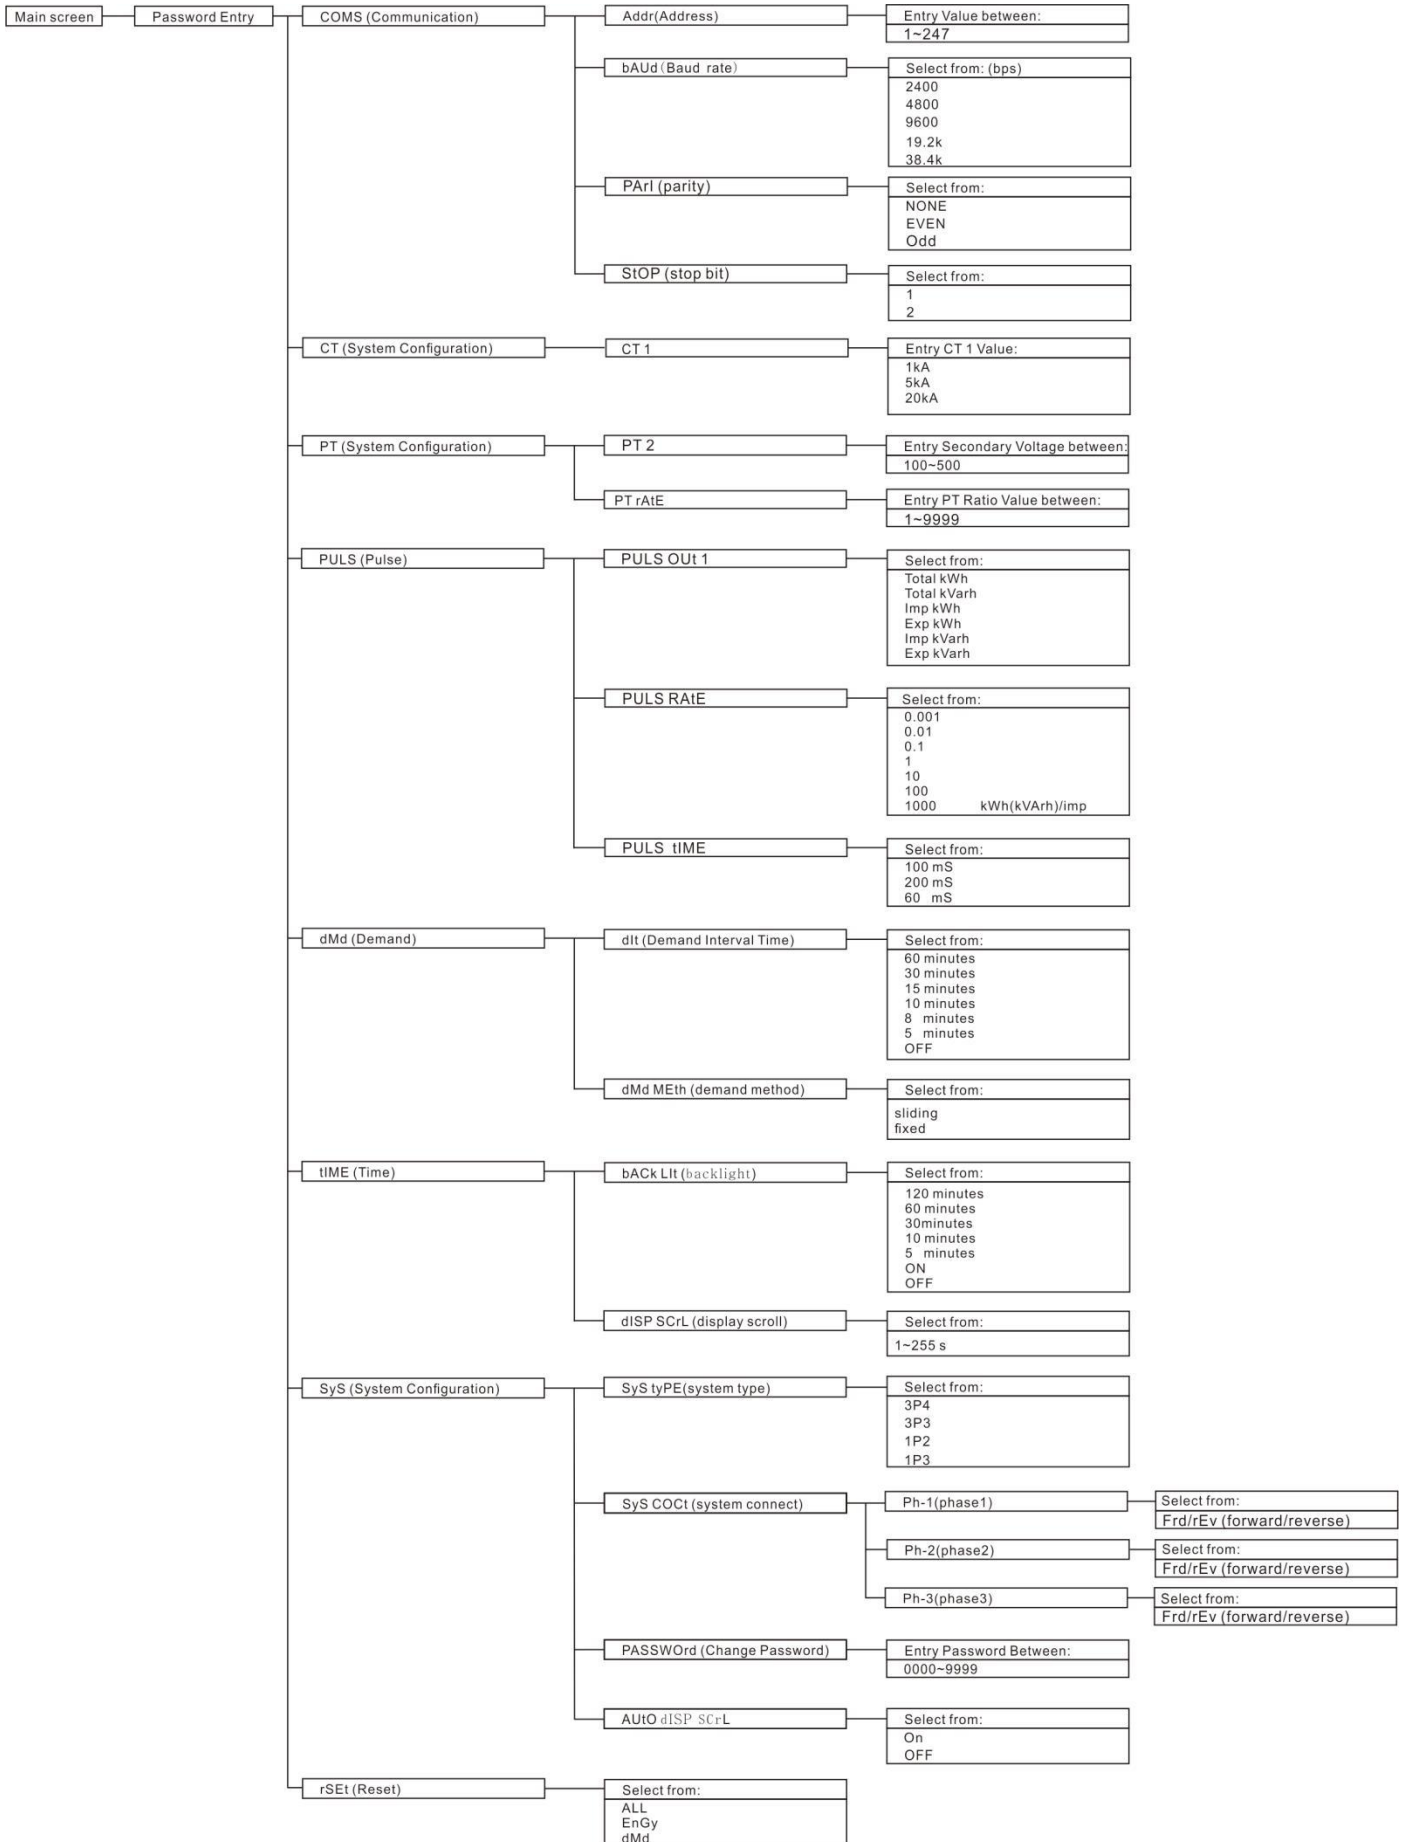 Main screen
Password Entry
COMS (Communication)
Addr(Address)
Entry Value between:
1~247
bAUd(Baud rate)
Select from: (bps)
2400
4800
9600
19.2k
38.4k
PArI (parity)
Select from:
NONE
EVEN
Odd
StOP (stop bit)
Select from:
1
2
CT (System Configuration)
CT 1
Entry CT 1 Value:
1kA
5kA
20kA
PT (System Configuration)
PT 2
Entry Secondary Voltage between:
100~500
PT rAtE
Entry PT Ratio Value between:
1~9999
PULS (Pulse)
PULS OUt 1
Select from:
Total kWh
Total kVarh
Imp kWh
Exp kWh
Imp kVarh
Exp kVarh
PULS RAtE
Select from:
0.001
0.01
0.1
1
10
100
1000 kWh(kVArh)/imp
PULS tIME
Select from:
100 mS
200 mS
60 mS
dMd (Demand)
dIt (Demand Interval Time)
Select from:
60 minutes
30 minutes
15 minutes
10 minutes
8 minutes
5 minutes
OFF
dMd MEth (demand method)
Select from:
sliding
fixed
tIME (Time)
bACk LIt (backlight)
Select from:
120 minutes
60 minutes
30minutes
10 minutes
5 minutes
ON
OFF
dISP SCrL (display scroll)
Select from:
1~255 s
SyS (System Configuration)
SyS tyPE(system type)
Select from:
3P4
3P3
1P2
1P3
SyS COCt (system connect)
Ph-1(phase1)
Select from:
Frd/rEv (forward/reverse)
Ph-2(phase2)
Select from:
Frd/rEv (forward/reverse)
Ph-3(phase3)
Select from:
Frd/rEv (forward/reverse)
PASSWOrd (Change Password)
Entry Password Between:
0000~9999
AUtO dISP SCrL
Select from:
On
OFF
rSEt (Reset)
Select from:
ALL
EnGy
dMd